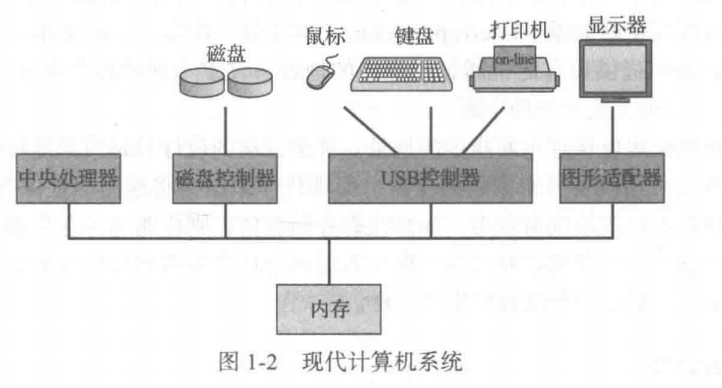 磁盘
鼠标
键盘
打印机
显示器
on-line
中央处理器
磁盘控制器
USB控制器
图形适配器
内存
图 1-2 现代计算机系统